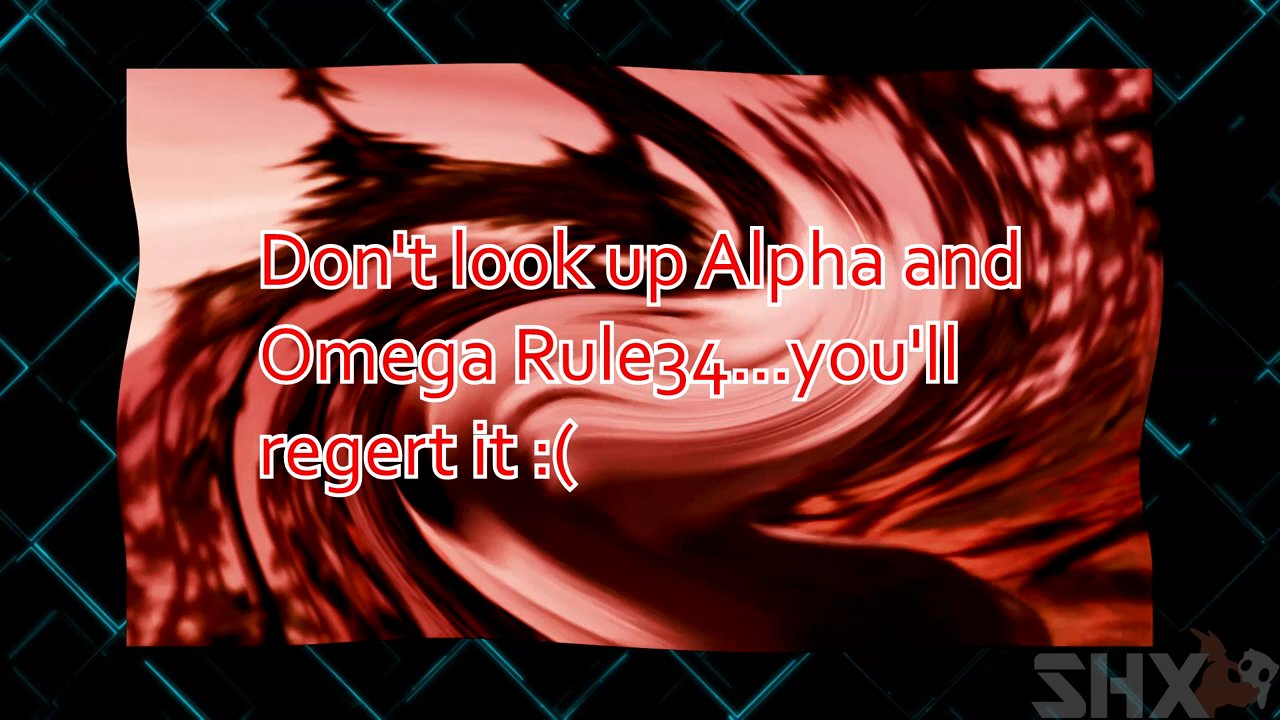 Don't look up Alpha and
Omega Rule34...you'll
regert it :(
SHX